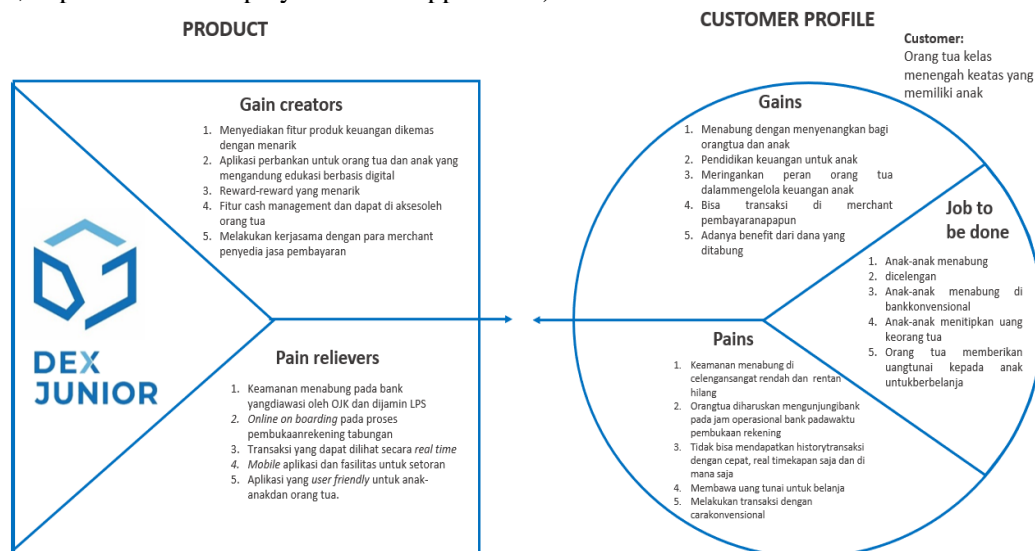 PRODUCT
Gain creators
1. Menyediakan fitur produk keuangan dikemas
dengan menarik
2. Aplikasi perbankan untuk orang tua dan anak yang
mengandung edukasi berbasis digital
3. Reward-reward yang menarik
4. Fitur cash management dan dapat di aksesoleh
orang tua
5. Melakukan kerjasama dengan para merchant
penyedia jasa pembayaran
DEX
JUNIOR
Pain relievers
1. Keamanan menabung pada bank
yangdiawasi oleh OJK dan dijamin LPS
2. Online on boarding pada proses
pembukaanrekening tabungan
3. Transaksi yang dapat dilihat secara real time
4. Mobile aplikasi dan fasilitas untuk setoran
5. Aplikasi yang user friendly untuk anak-
anakdan orang tua.
CUSTOMER PROFILE
Customer:
Orang tua kelas
menengah keatas yang
memiliki anak
Gains
1. Menabung dengan menyenangkan bagi
orangtua dan anak
2. Pendidikan keuangan untuk anak
3. Meringankan peran orang tua
dalammengelola keuangan anak
4. Bisa transaksi di merchant
pembayaranapapun
5. Adanya benefit dari dana yang
ditabung
Job to
be done
1. Anak-anak menabung
2. dicelengan
3. Anak-anak menabung di
bankkonvensional
4. Anak-anak menitipkan uang
keorang tua
5. Orang tua memberikan
uangtunai kepada anak
untukberbelanja
Pains
1. Keamanan menabung di
celengansangat rendah dan rentan
hilang
2. Orangtua diharuskan mengunjungibank
pada jam operasional bank padawaktu
pembukaan rekening
3. Tidak bisa mendapatkan historytransaksi
dengan cepat, real timekapan saja dan di
mana saja
4. Membawa uang tunai untuk belanja
5. Melakukan transaksi dengan
carakonvensional